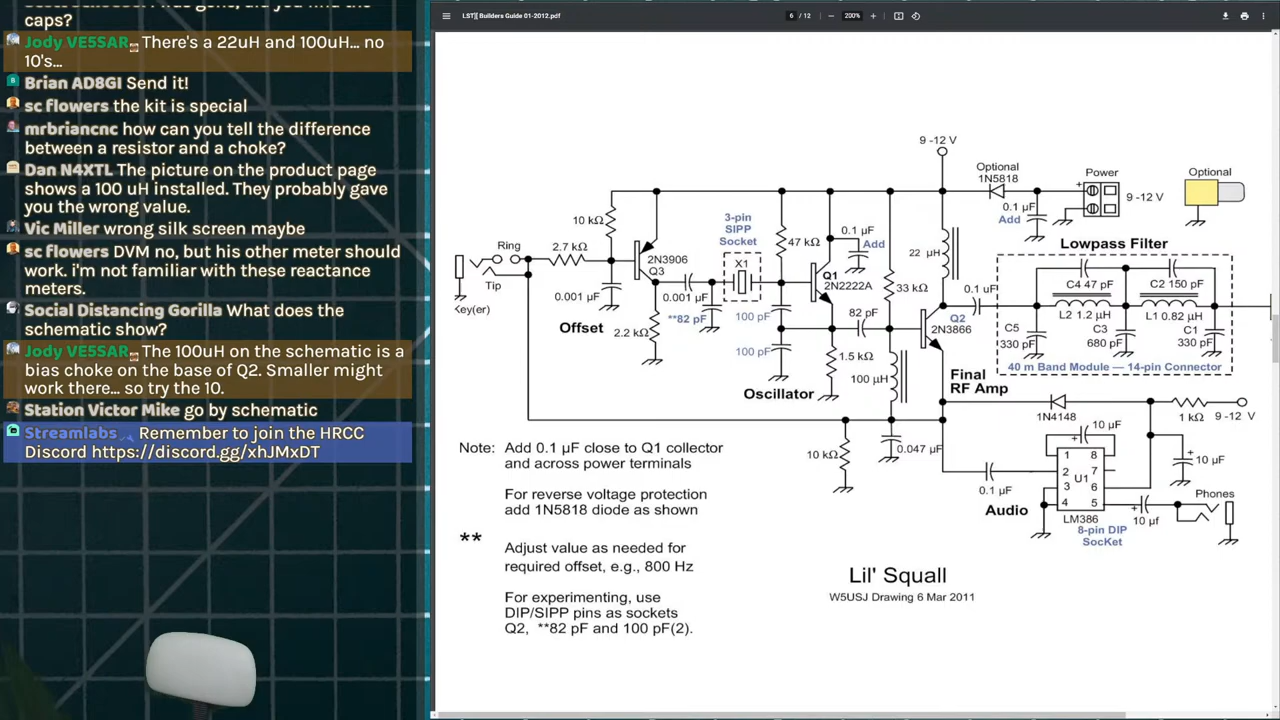 caps?
Jody VE5SAR There's a 22uH and 100uH... no
10's...
Brian AD8GI Send it!
sc flowers the kit is special
mrbriancnc how can you tell the difference
between a resistor and a choke?
Dan N4XTL The picture on the product page
shows a 100 uH installed. They probably gave
you the wrong value.
Vic Miller wrong silk screen maybe
sc flowers DVM no, but his other meter should
work. i'm not familiar with these reactance
meters.
Social Distancing Gorilla What does the
schematic show?
Jody VE5SAR The 100uH on the schematic is a
bias choke on the base of Q2. Smaller might
work there... so try the 10.
Station Victor Mike go by schematic
Streamlabs Remember to join the HRCC
Discord https://discord.gg/xhJMxDT
LST][ Builders Guide 01-2012.pdf
6 / 12
200%
9 -12 V
Optional
1N5818
Power
Optional
+
9 -12 V
0.1 µF
Add
10 kΩ
3-pin
SIPP
Socket
47 kΩ
0.1 µF
Add
22 µH
Lowpass Filter
Ring
Tip
Key(er)
2.7 kΩ
2N3906
Q3
X1
Q1
2N2222A
33 kΩ
0.1 uF
C4 47 pF
C2 150 pF
0.001 µF
0.001 µF
**82 pF
100 pF
82 pF
Q2
2N3866
L2 1.2 µH
L1 0.82 µH
C5
330 pF
C3
680 pF
C1
330 pF
Offset
2.2 kΩ
100 pF
1.5 kΩ
100 µH
40 m Band Module — 14-pin Connector
Oscillator
Final
RF Amp
1N4148
1 kΩ
9 -12 V
+
10 µF
Note: Add 0.1 µF close to Q1 collector
and across power terminals
10 kΩ
0.047 µF
1
8
2
7
3
6
4
5
U1
+
10 µF
For reverse voltage protection
add 1N5818 diode as shown
0.1 µF
Audio
LM386
8-pin DIP
SocKet
+
10 µf
Phones
** Adjust value as needed for
required offset, e.g., 800 Hz
For experimenting, use
DIP/SIPP pins as sockets
Q2, **82 pF and 100 pF(2).
Lil' Squall
W5USJ Drawing 6 Mar 2011